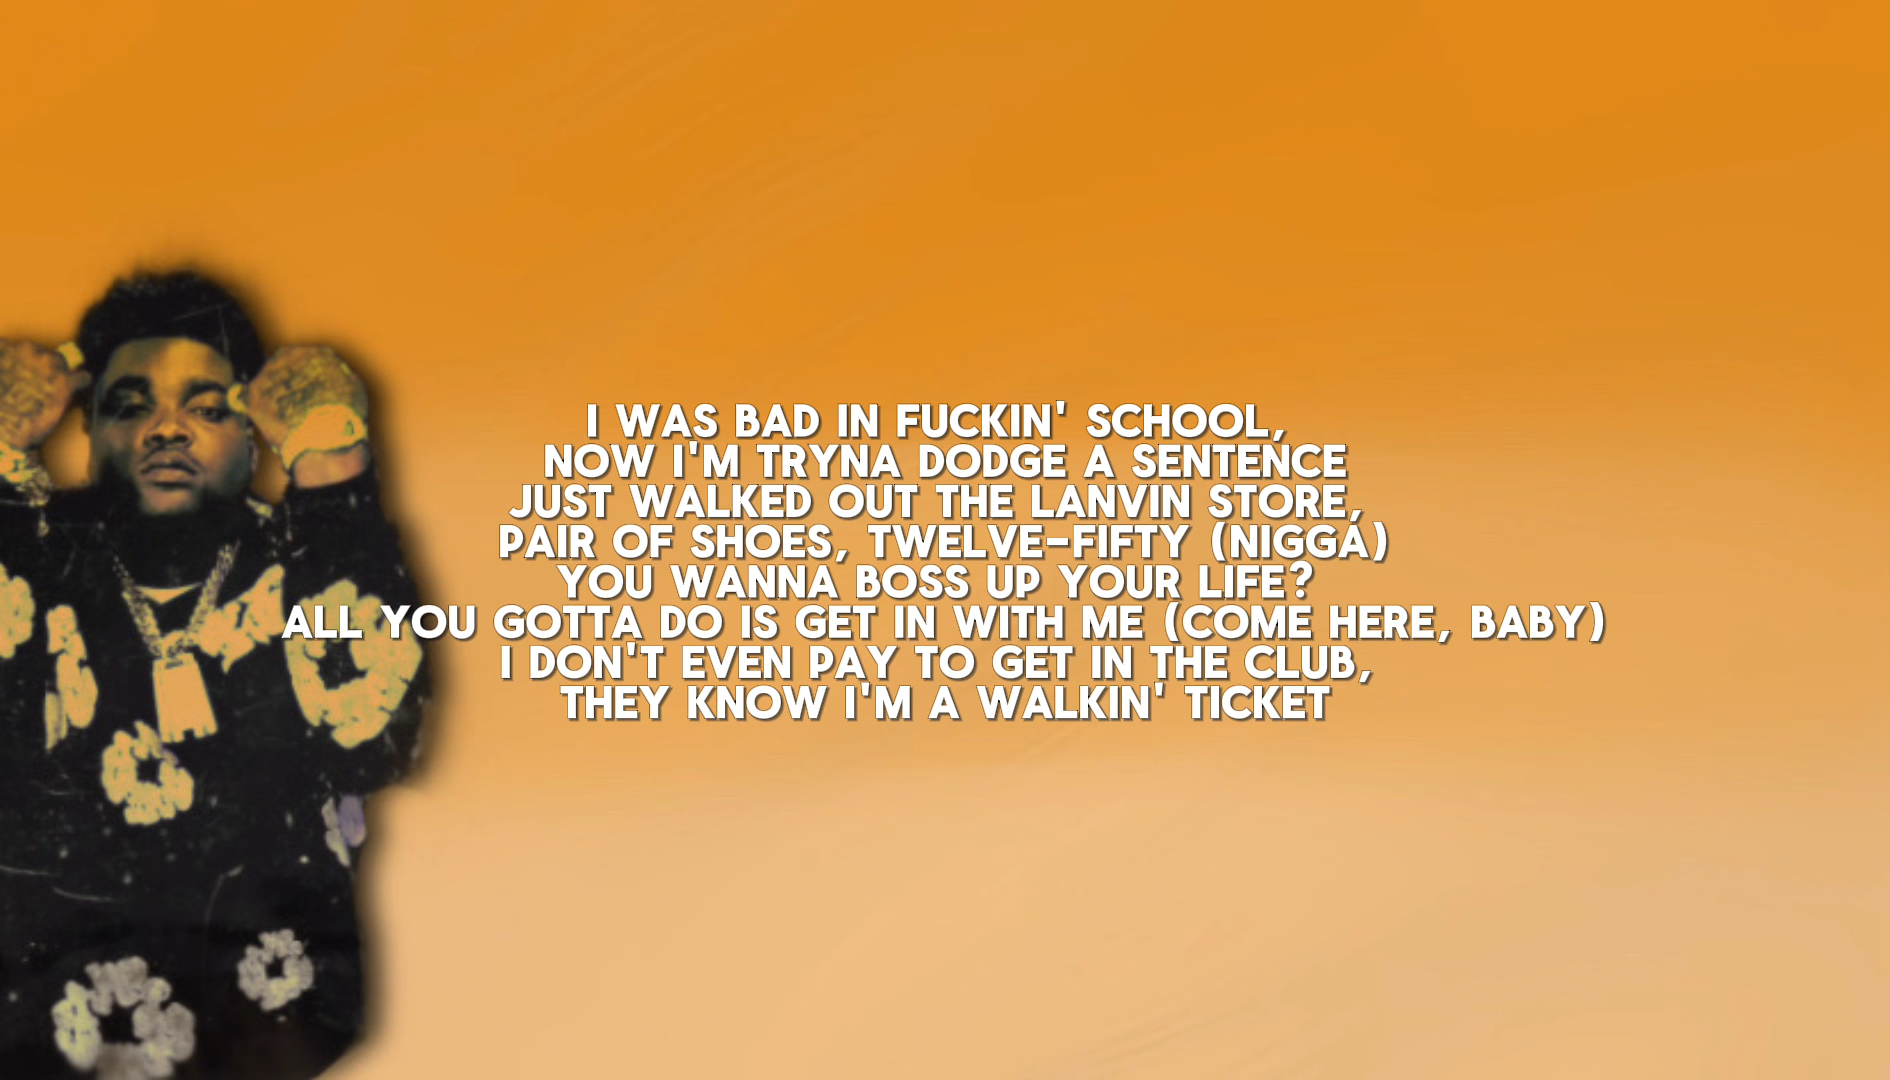 I WAS BAD IN FUCKIN' SCHOOL,
NOW I'M TRYNA DODGE A SENTENCE
JUST WALKED OUT THE LANVIN STORE,
PAIR OF SHOES, TWELVE-FIFTY (NIGGA)
YOU WANNA BOSS UP YOUR LIFE?
ALL YOU GOTTA DO IS GET IN WITH ME (COME HERE, BABY)
I DON'T EVEN PAY TO GET IN THE CLUB,
THEY KNOW I'M A WALKIN' TICKET